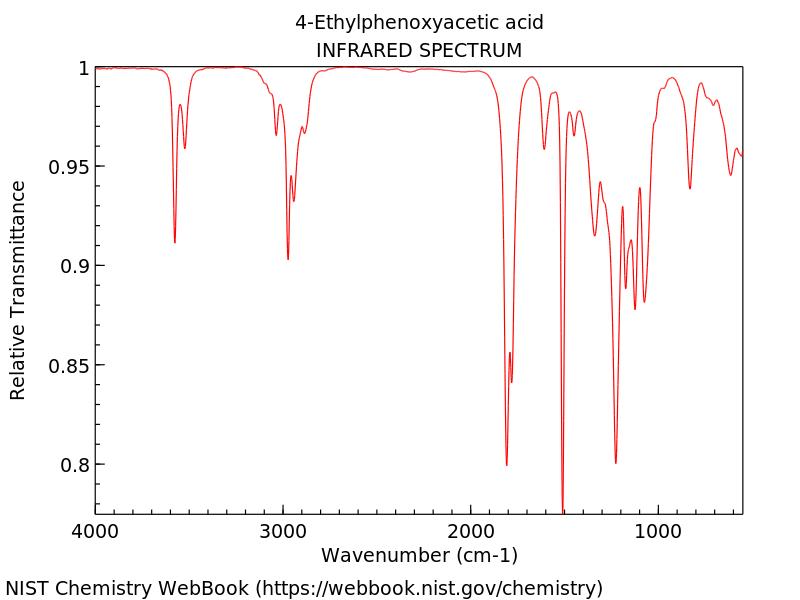 4-Ethylphenoxyacetic acid
INFRARED SPECTRUM
1
0.95
0.9
0.85
0.8
Relative Transmittance
4000 3000 2000 1000
Wavenumber (cm-1)
NIST Chemistry WebBook (https://webbook.nist.gov/chemistry)